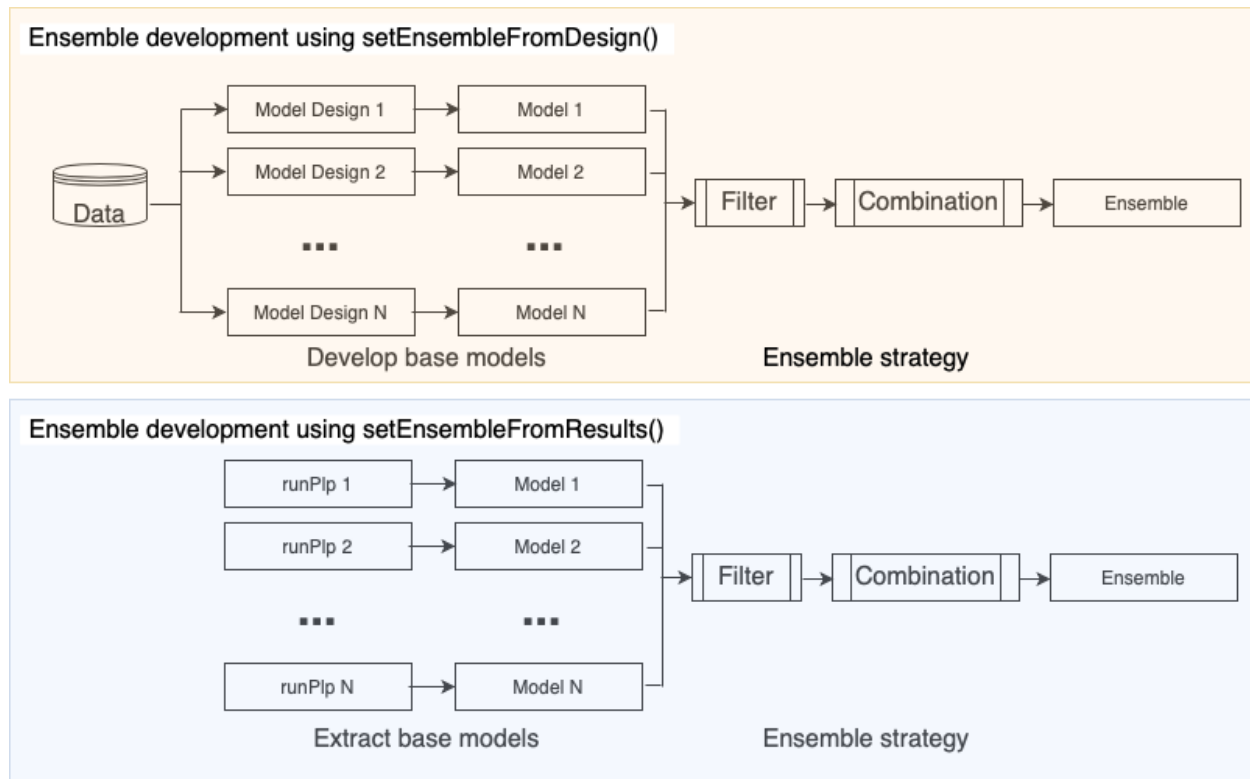 Ensemble development using setEnsembleFromDesign()
Model Design 1 Model 1
Model Design 2 Model 2
Data Filter Combination Ensemble
... ...
Model Design N Model N
Develop base models Ensemble strategy
Ensemble development using setEnsembleFromResults()
runPlp 1 Model 1
runPlp 2 Model 2
Filter Combination Ensemble
... ...
runPlp N Model N
Extract base models Ensemble strategy